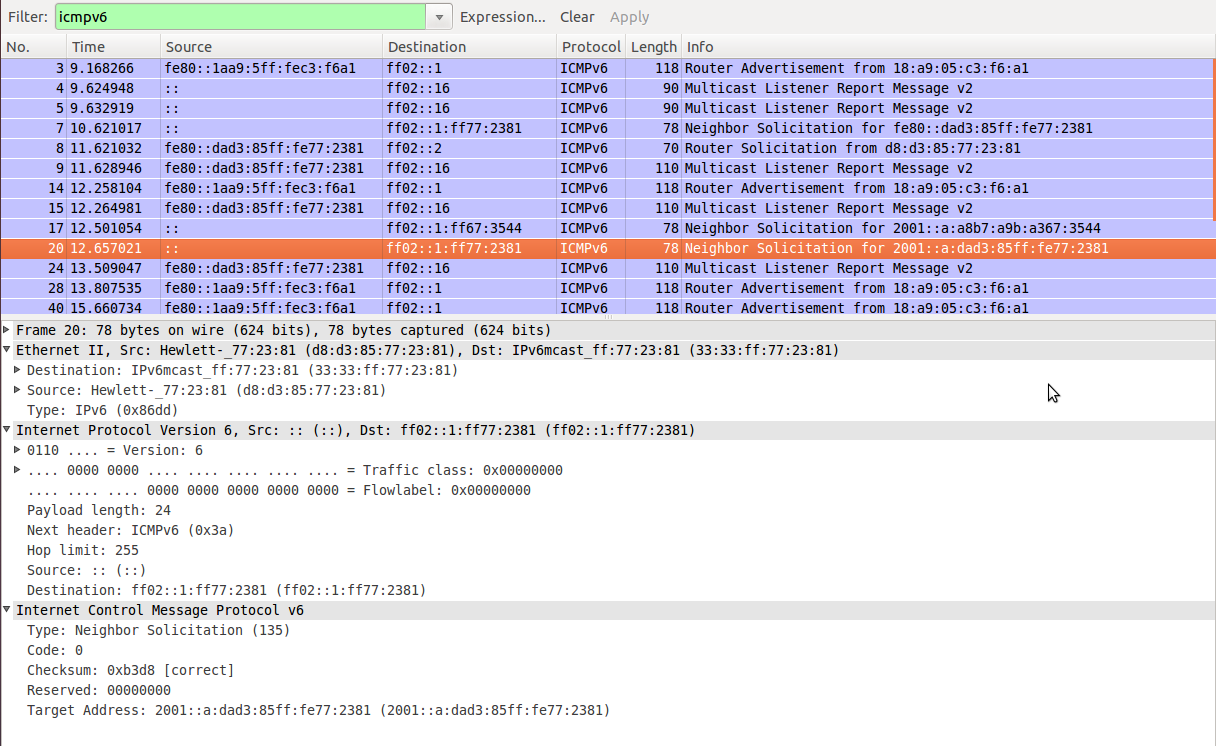 Filter: icmpv6 Expression... Clear Apply
No. Time Source Destination Protocol Length Info
3 9.168266 fe80::1aa9:5ff:fec3:f6a1 ff02::1 ICMPv6 118 Router Advertisement from 18:a9:05:c3:f6:a1
4 9.624948 :: ff02::16 ICMPv6 90 Multicast Listener Report Message v2
5 9.632919 :: ff02::16 ICMPv6 90 Multicast Listener Report Message v2
7 10.621017 :: ff02::1:ff77:2381 ICMPv6 78 Neighbor Solicitation for fe80::dad3:85ff:fe77:2381
8 11.621032 fe80::dad3:85ff:fe77:2381 ff02::2 ICMPv6 70 Router Solicitation from d8:d3:85:77:23:81
9 11.628946 fe80::dad3:85ff:fe77:2381 ff02::16 ICMPv6 110 Multicast Listener Report Message v2
14 12.258104 fe80::1aa9:5ff:fec3:f6a1 ff02::1 ICMPv6 118 Router Advertisement from 18:a9:05:c3:f6:a1
15 12.264981 fe80::dad3:85ff:fe77:2381 ff02::16 ICMPv6 110 Multicast Listener Report Message v2
17 12.501054 :: ff02::1:ff67:3544 ICMPv6 78 Neighbor Solicitation for 2001::a:a8b7:a9b:a367:3544
20 12.657021 :: ff02::1:ff77:2381 ICMPv6 78 Neighbor Solicitation for 2001::a:dad3:85ff:fe77:2381
24 13.509047 fe80::dad3:85ff:fe77:2381 ff02::16 ICMPv6 110 Multicast Listener Report Message v2
28 13.807535 fe80::1aa9:5ff:fec3:f6a1 ff02::1 ICMPv6 118 Router Advertisement from 18:a9:05:c3:f6:a1
40 15.660734 fe80::1aa9:5ff:fec3:f6a1 ff02::1 ICMPv6 118 Router Advertisement from 18:a9:05:c3:f6:a1
Frame 20: 78 bytes on wire (624 bits), 78 bytes captured (624 bits)
Ethernet II, Src: Hewlett-_77:23:81 (d8:d3:85:77:23:81), Dst: IPv6mcast_ff:77:23:81 (33:33:ff:77:23:81)
Destination: IPv6mcast_ff:77:23:81 (33:33:ff:77:23:81)
Source: Hewlett-_77:23:81 (d8:d3:85:77:23:81)
Type: IPv6 (0x86dd)
Internet Protocol Version 6, Src: :: (::), Dst: ff02::1:ff77:2381 (ff02::1:ff77:2381)
0110 .... = Version: 6
.... 0000 0000 .... .... .... .... .... = Traffic class: 0x00000000
.... .... .... 0000 0000 0000 0000 0000 = Flowlabel: 0x00000000
Payload length: 24
Next header: ICMPv6 (0x3a)
Hop limit: 255
Source: :: (::)
Destination: ff02::1:ff77:2381 (ff02::1:ff77:2381)
Internet Control Message Protocol v6
Type: Neighbor Solicitation (135)
Code: 0
Checksum: 0xb3d8 [correct]
Reserved: 00000000
Target Address: 2001::a:dad3:85ff:fe77:2381 (2001::a:dad3:85ff:fe77:2381)